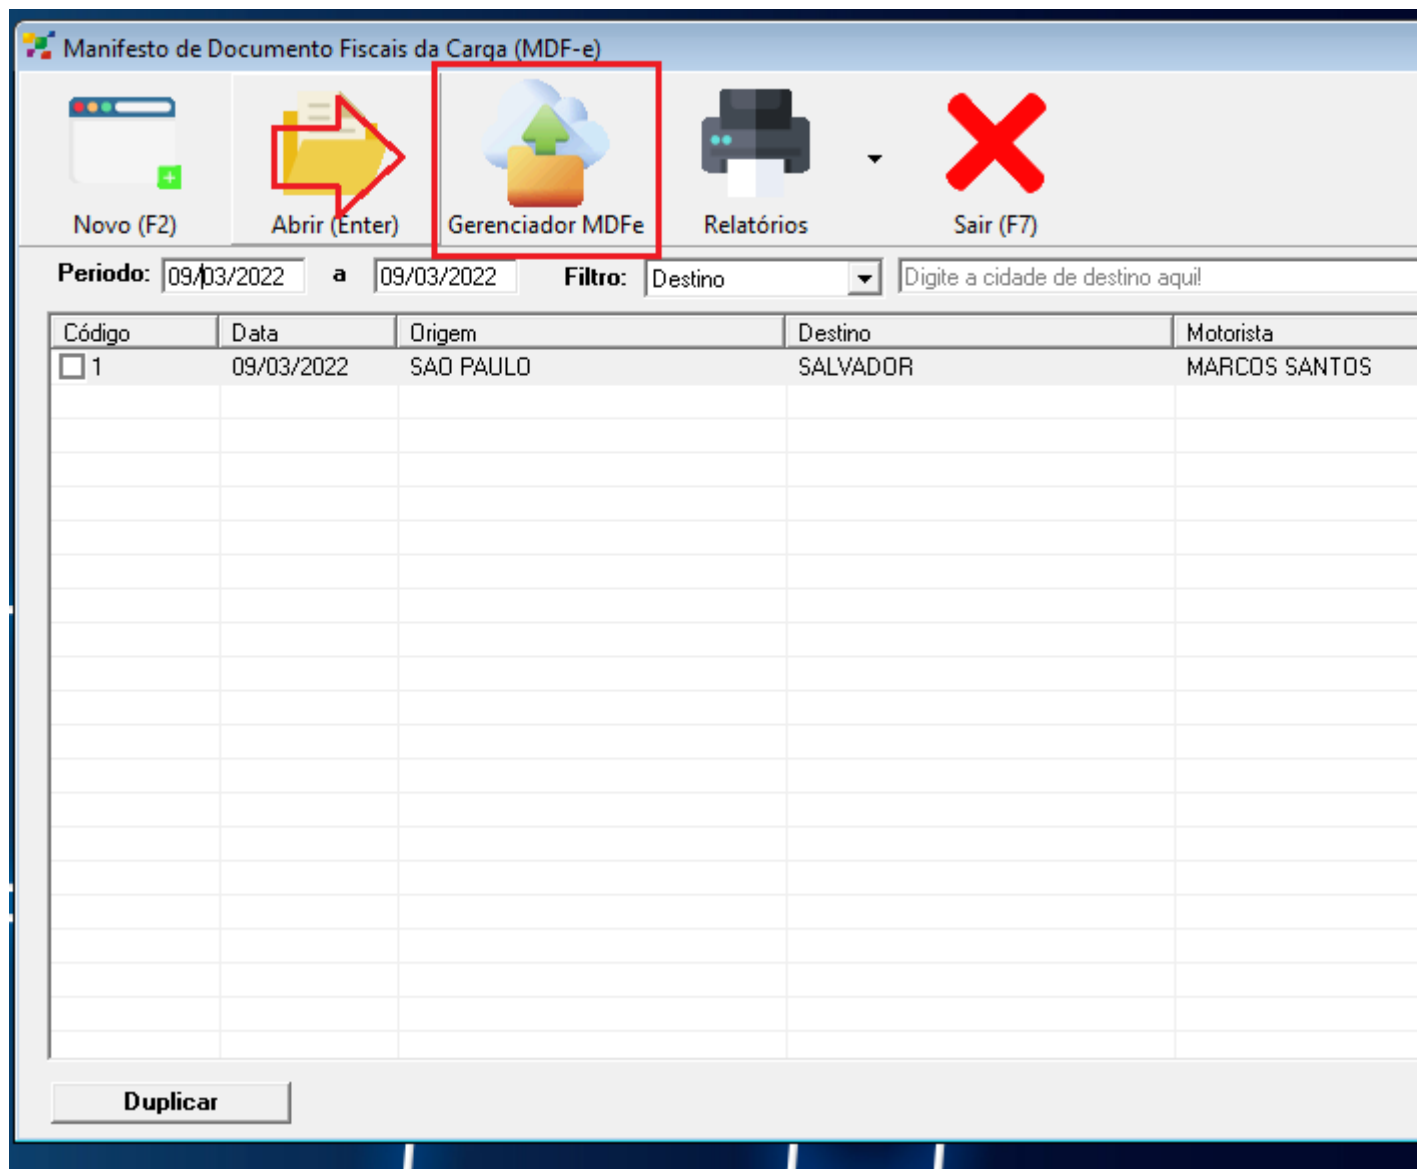 Manifesto de Documento Fiscais da Carga (MDF-e)
Novo (F2) Abrir (Enter) Gerenciador MDFe Relatórios Sair (F7)
Periodo: 09/03/2022 a 09/03/2022 Filtro: Destino Digite a cidade de destino aqui!
Código Data Origem Destino Motorista
1 09/03/2022 SAO PAULO SALVADOR MARCOS SANTOS
Duplicar